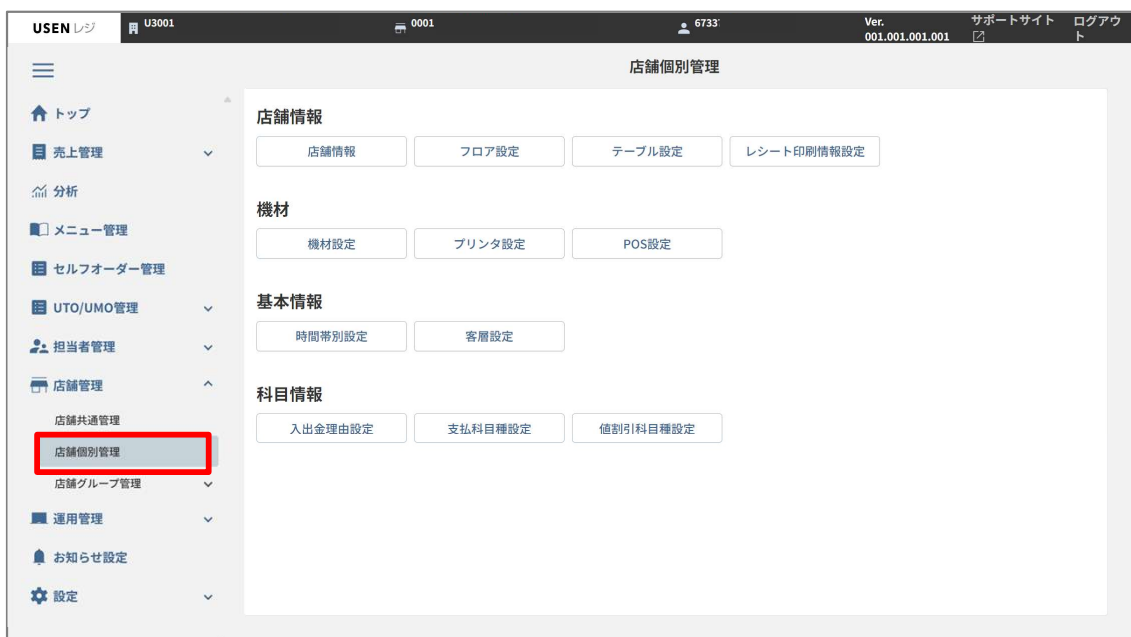 USEN レジ
U3001
0001
6733
Ver.
001.001.001.001
サポートサイト
ログアウ
ト
店舗個別管理
トップ
売上管理
分析
メニュー管理
セルフオーダー管理
UTO/UMO管理
担当者管理
店舗管理
店舗共通管理
店舗個別管理
店舗グループ管理
運用管理
お知らせ設定
設定
店舗情報
店舗情報 フロア設定 テーブル設定 レシート印刷情報設定
機材
機材設定 プリンタ設定 POS設定
基本情報
時間帯別設定 客層設定
科目情報
入出金理由設定 支払科目種設定 値割引科目種設定